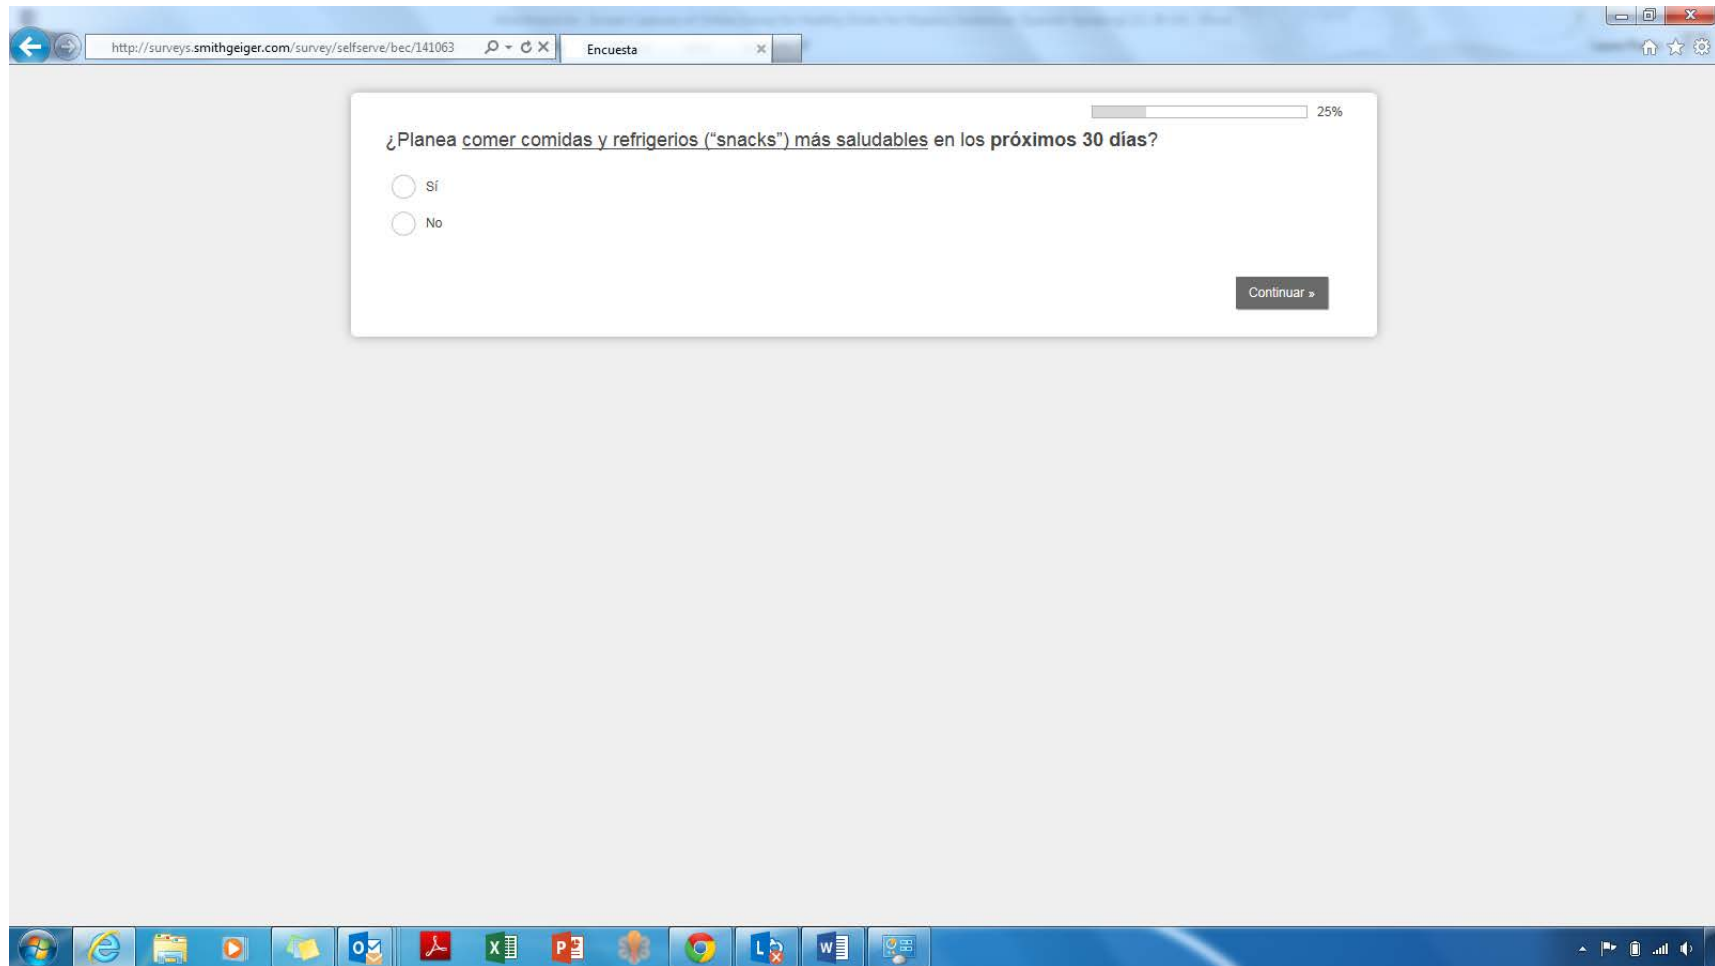 http://surveys.smithgeiger.com/survey/selfserve/bec/141063
Encuesta
25%
¿Planea comer comidas y refrigerios (“snacks”) más saludables en los próximos 30 días?
Sí
No
Continuar »